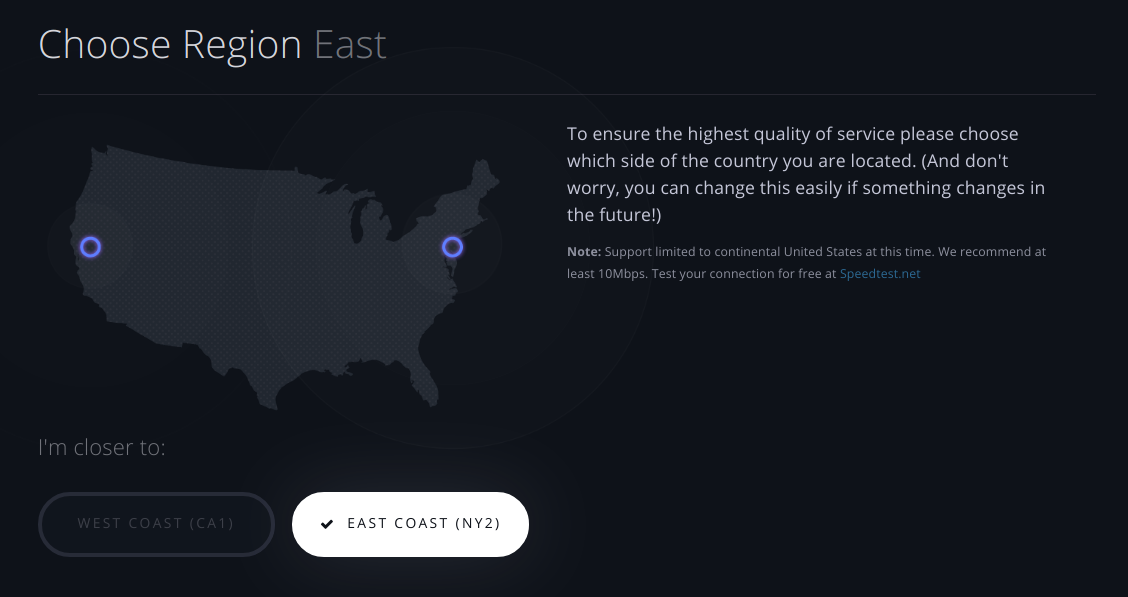 Choose Region East
To ensure the highest quality of service please choose
which side of the country you are located. (And don't
worry, you can change this easily if something changes in
the future!)
Note: Support limited to continental United States at this time. We recommend at
least 10Mbps. Test your connection for free at Speedtest.net
I'm closer to:
WEST COAST (CA1)
EAST COAST (NY2)